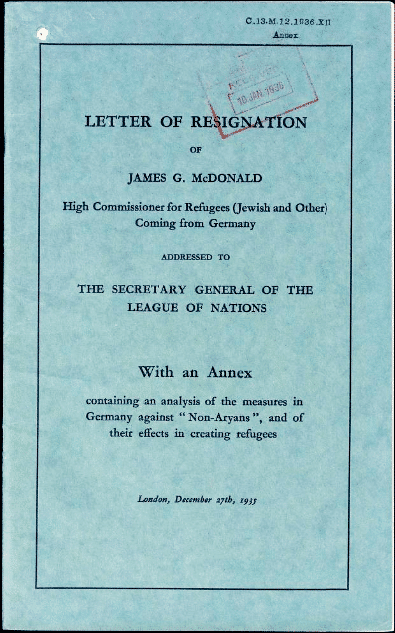 C.13.M.12.1936.XII
Annex
RECEIVED
10 JAN. 1936
LETTER OF RESIGNATION
OF
JAMES G. McDONALD
High Commissioner for Refugees (Jewish and Other)
Coming from Germany
ADDRESSED TO
THE SECRETARY GENERAL OF THE
LEAGUE OF NATIONS
With an Annex
containing an analysis of the measures in
Germany against “ Non-Aryans ”, and of
their effects in creating refugees
London, December 27th, 1935